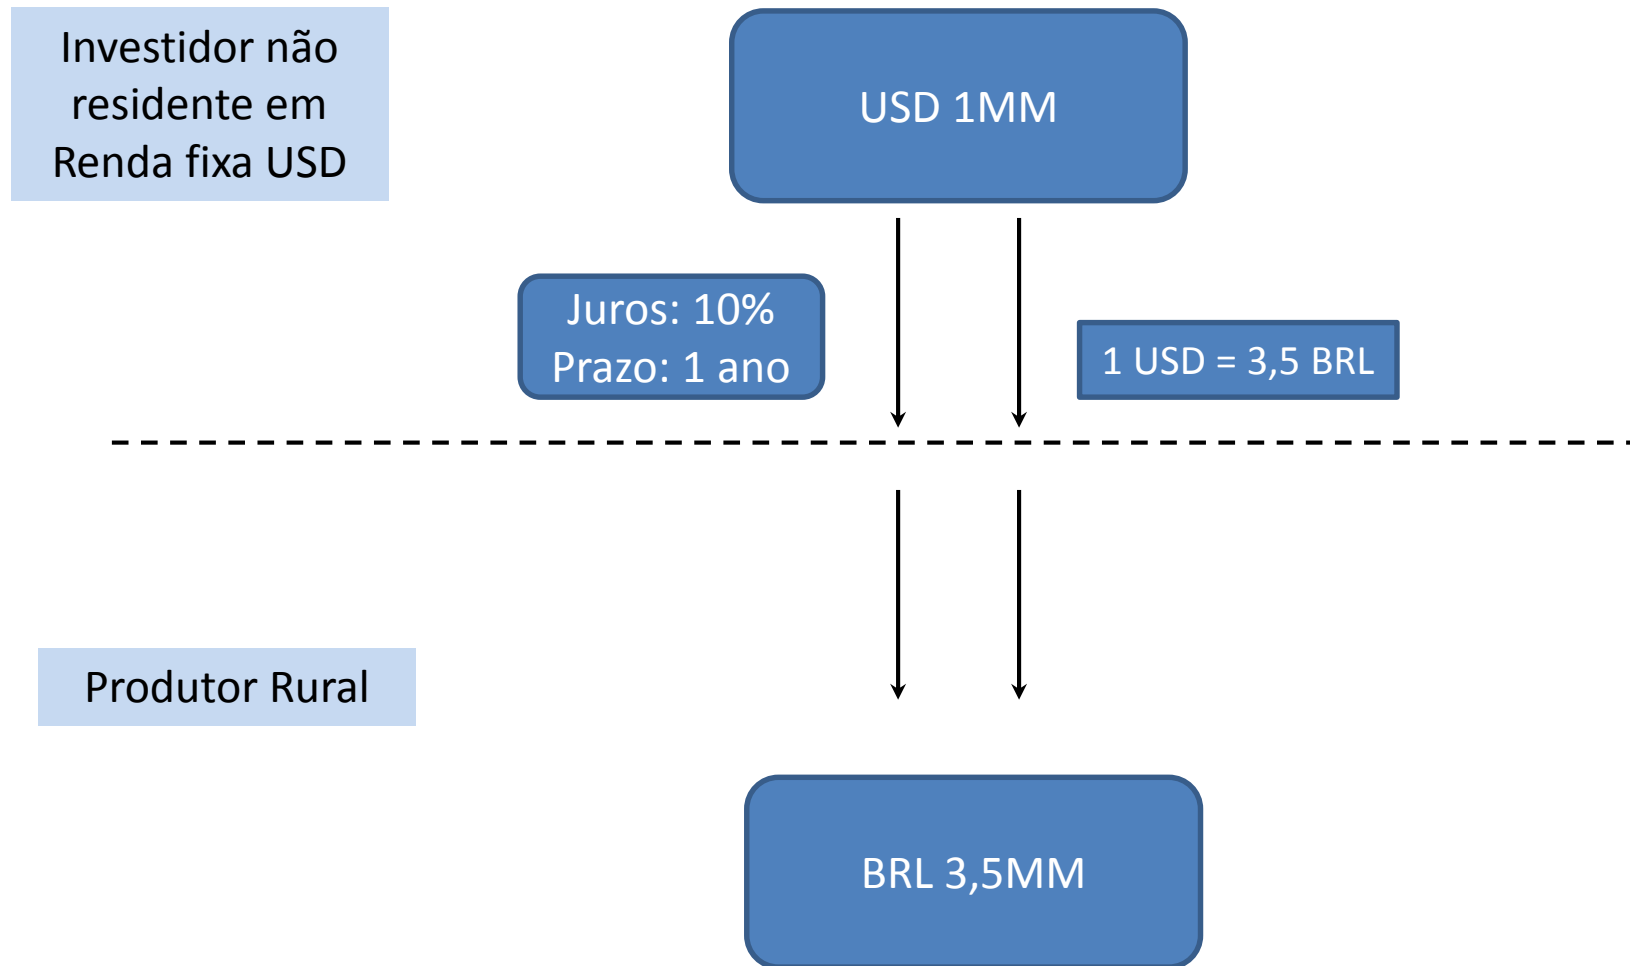 Investidor não
residente em
Renda fixa USD
USD 1MM
Juros: 10%
Prazo: 1 ano
1 USD = 3,5 BRL
Produtor Rural
BRL 3,5MM